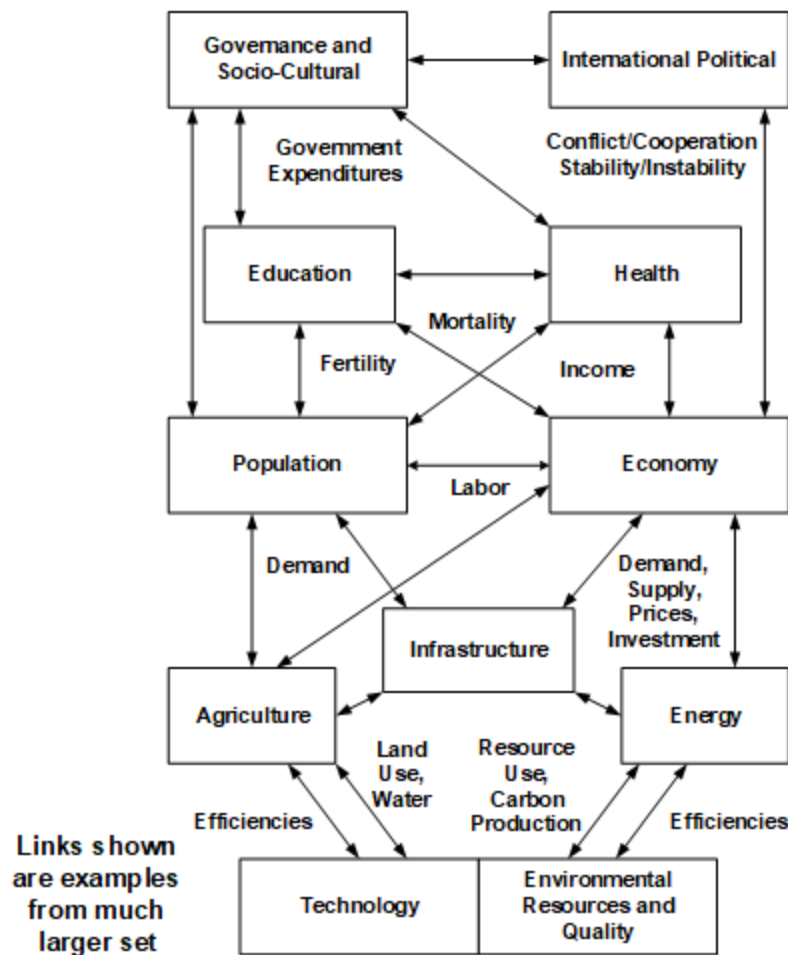 Governance and
Socio-Cultural
International Political
Government
Expenditures
Conflict/Cooperation
Stability/Instability
Education
Health
Mortality
Fertility
Income
Population
Economy
Labor
Demand
Demand,
Supply,
Prices,
Investment
Infrastructure
Agriculture
Energy
Land
Use,
Water
Resource
Use,
Carbon
Production
Efficiencies
Efficiencies
Links shown
are examples
from much
larger set
Technology
Environmental
Resources and
Quality